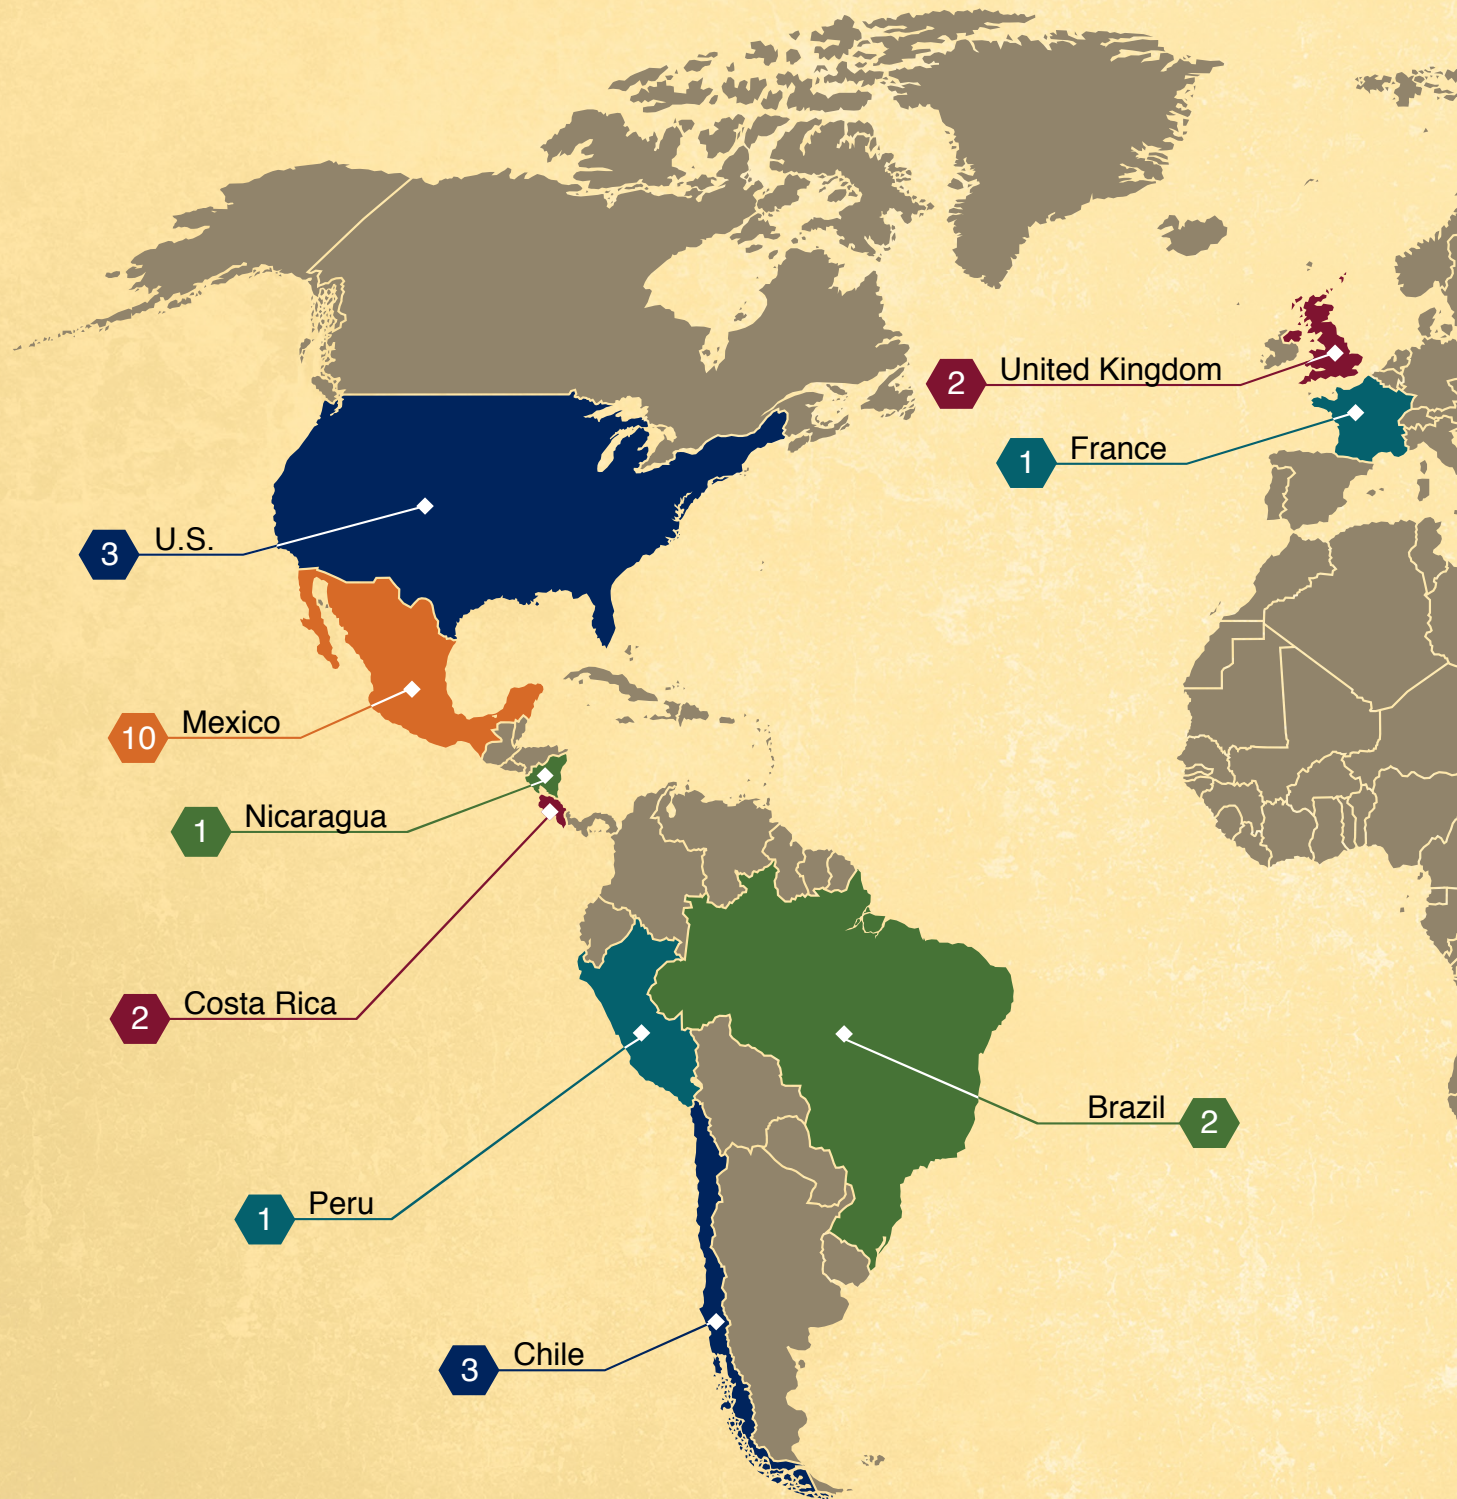 2 United Kingdom
1 France
3 U.S.
10 Mexico
1 Nicaragua
2 Costa Rica
Brazil 2
1 Peru
3 Chile